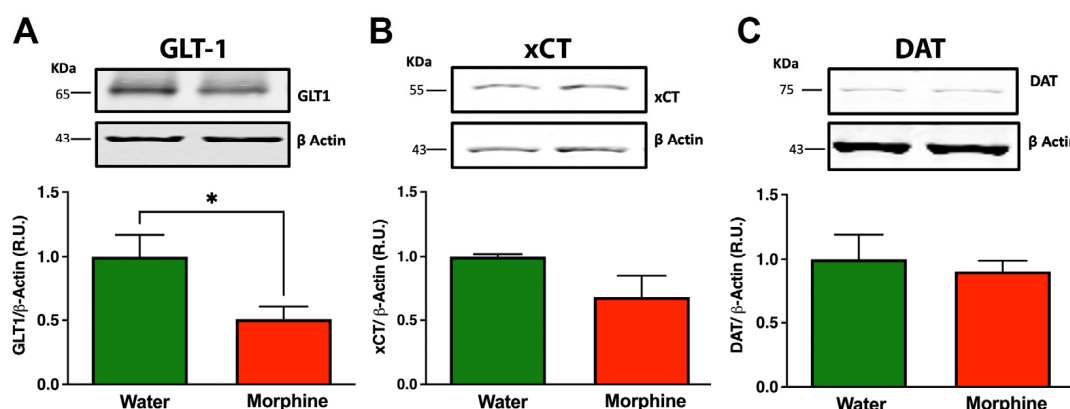 A
GLT-1
KDa
65
GLT1
43
β Actin
1.5
1.0
0.5
0.0
GLT1/β-Actin (R.U.)
*
Water
Morphine
B
xCT
KDa
55
xCT
43
β Actin
1.5
1.0
0.5
0.0
xCT/ β-Actin (R.U.)
Water
Morphine
C
DAT
KDa
75
DAT
43
β Actin
1.5
1.0
0.5
0.0
DAT/ β-Actin (R.U.)
Water
Morphine